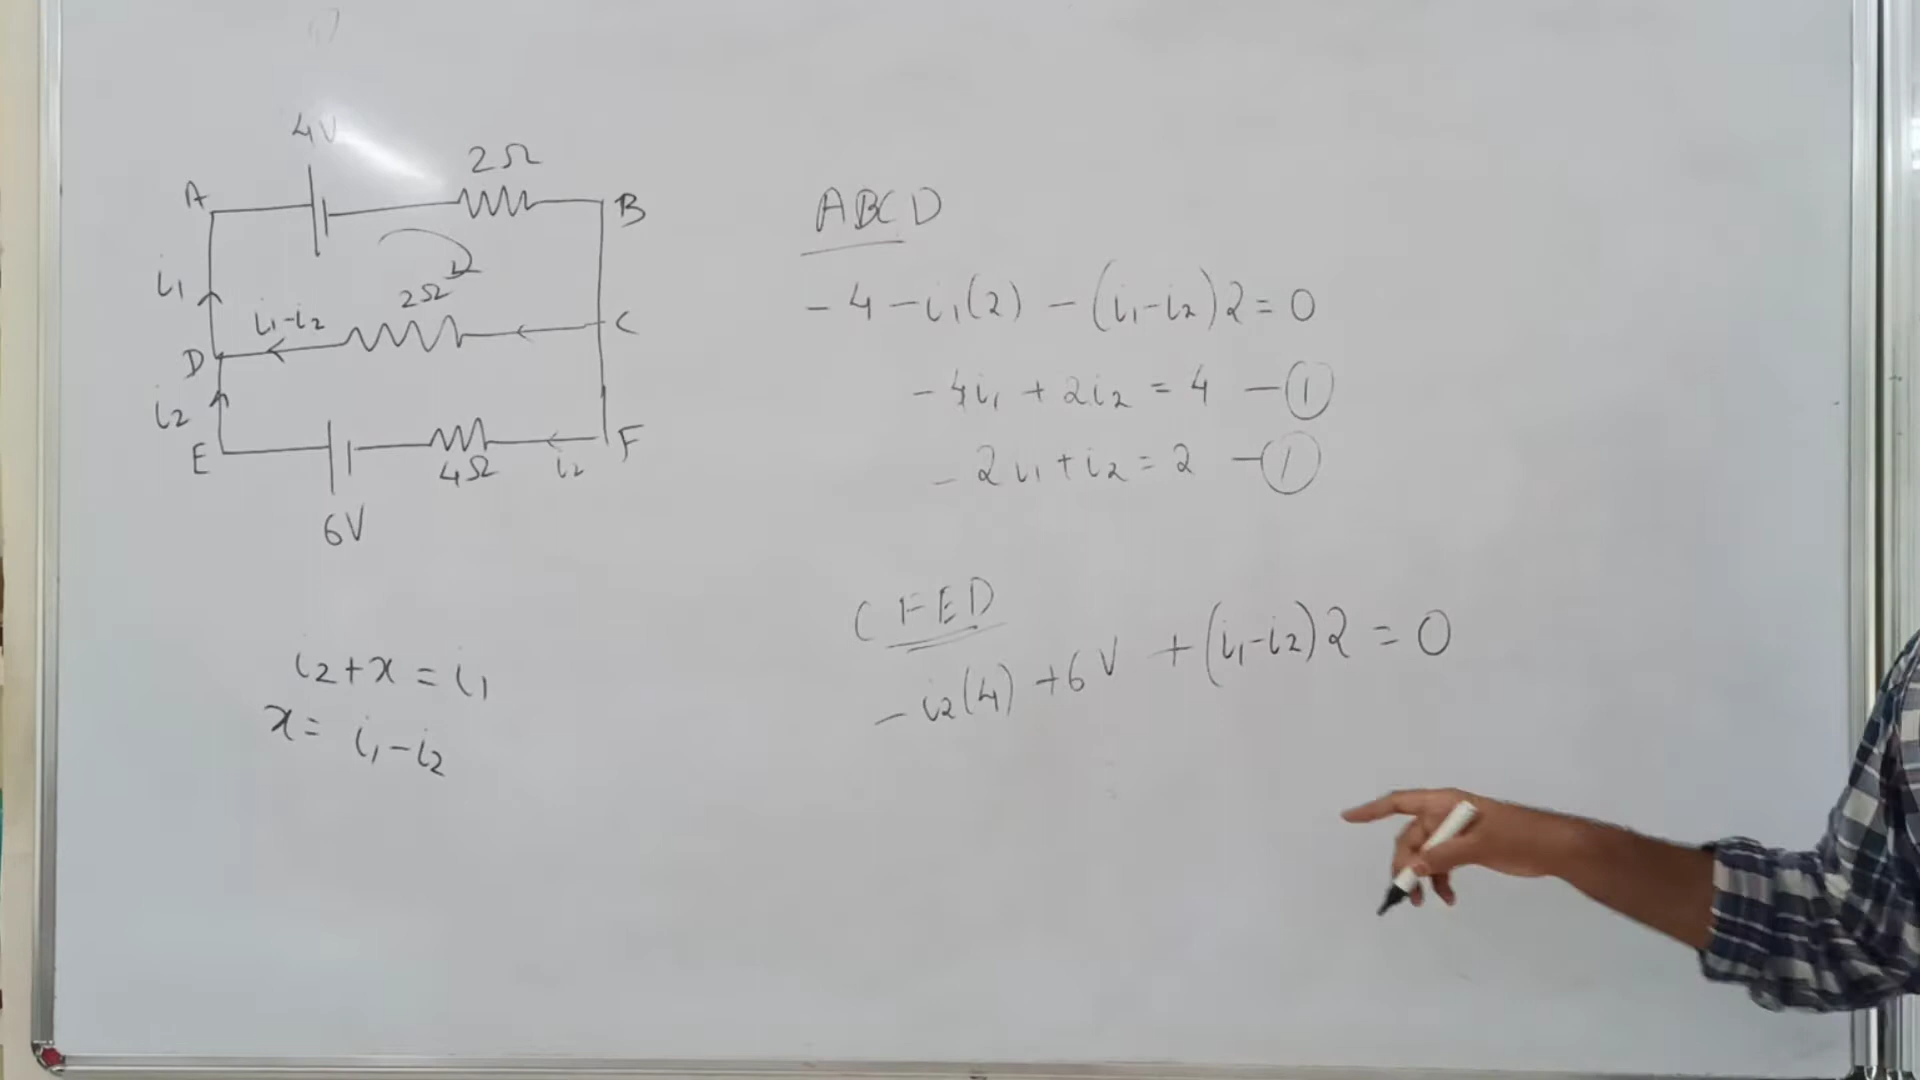 4V
2Ω
A
B
i₁
2Ω
i₁-i₂
C
D
i₂
E
4Ω
i₂
F
6V
i₂+x = i₁
x = i₁-i₂
ABCD
-4-i₁(2) - (i₁-i₂)2 = 0
-4i₁ + 2i₂ = 4 —①
-2i₁+i₂ = 2 —①
CFED
-i₂(4) +6V +(i₁-i₂)2 = 0